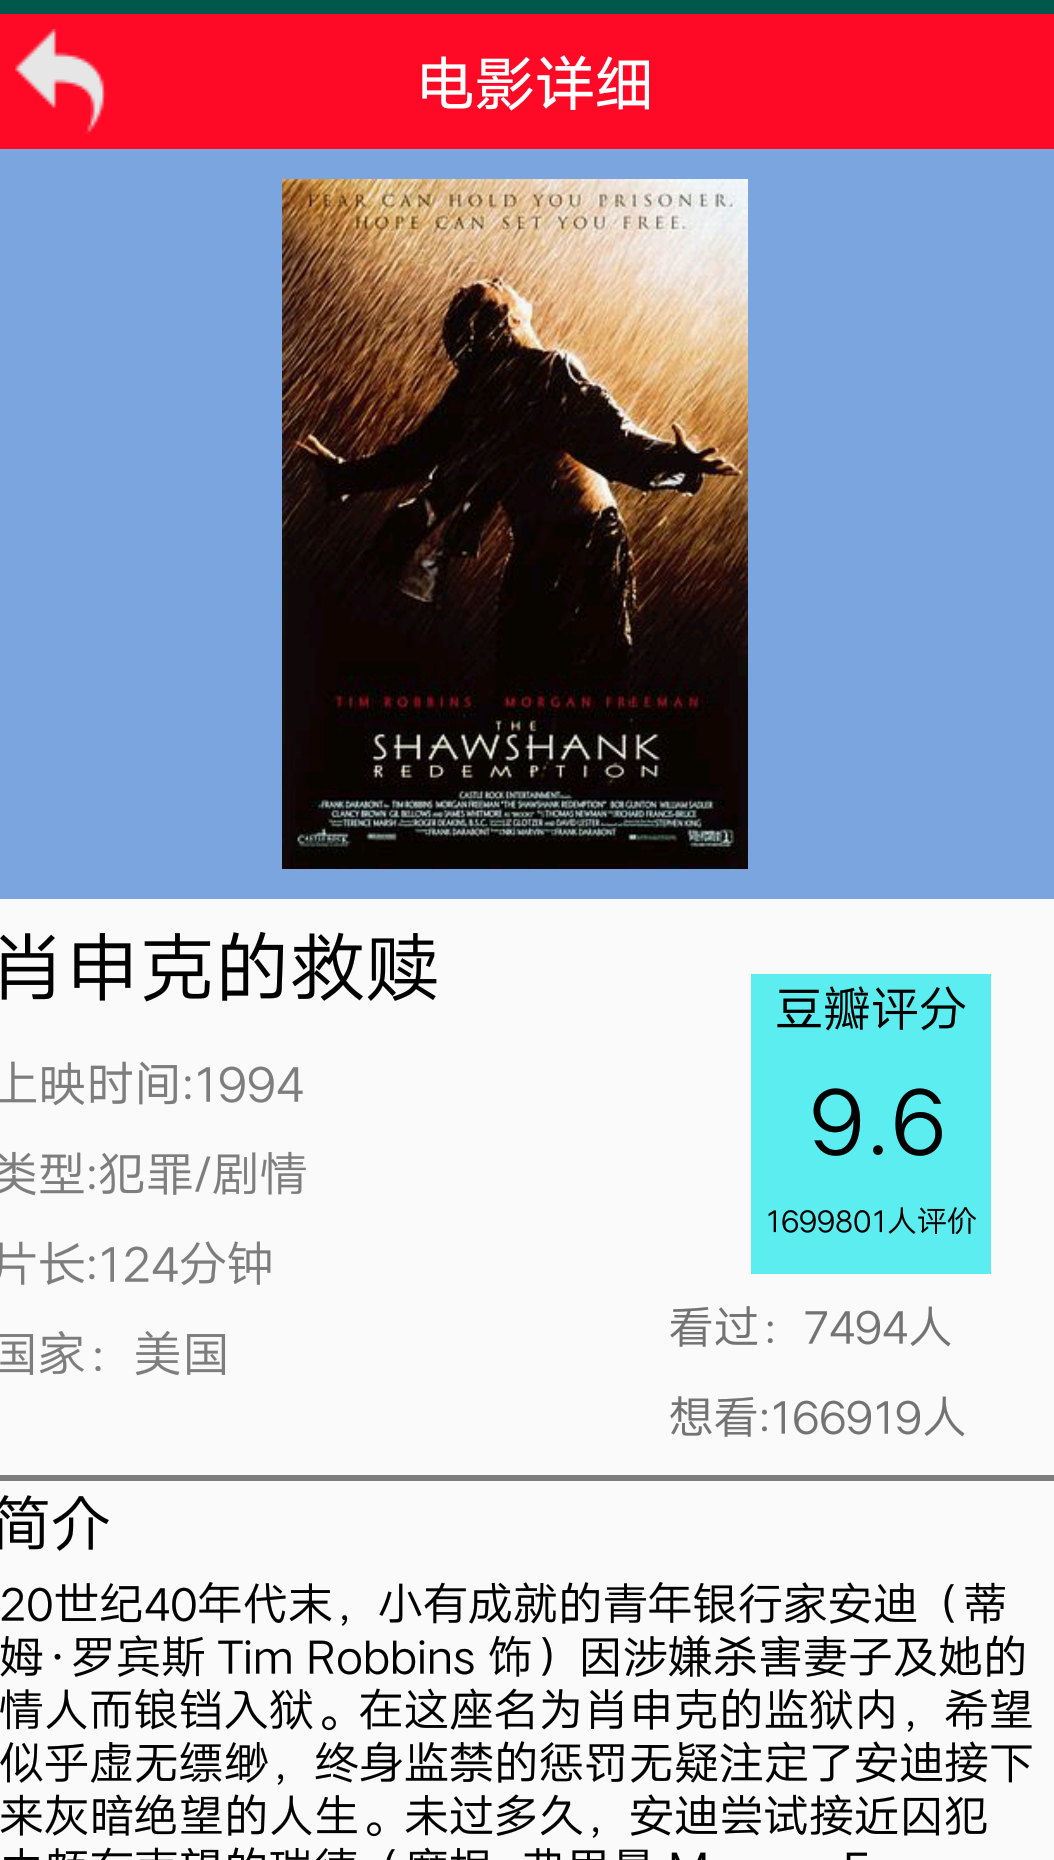 电影详细
FEAR CAN HOLD YOU PRISONER.
HOPE CAN SET YOU FREE.
TIM ROBBINS MORGAN FREEMAN
THE
SHAWSHANK
REDEMPTION
CASTLE ROCK ENTERTAINMENT
肖申克的救赎
上映时间:1994
类型:犯罪/剧情
片长:124分钟
国家：美国
豆瓣评分
9.6
1699801人评价
看过：7494人
想看:166919人
简介
20世纪40年代末，小有成就的青年银行家安迪（蒂
姆·罗宾斯 Tim Robbins 饰）因涉嫌杀害妻子及她的
情人而锒铛入狱。在这座名为肖申克的监狱内，希望
似乎虚无缥缈，终身监禁的惩罚无疑注定了安迪接下
来灰暗绝望的人生。未过多久，安迪尝试接近囚犯